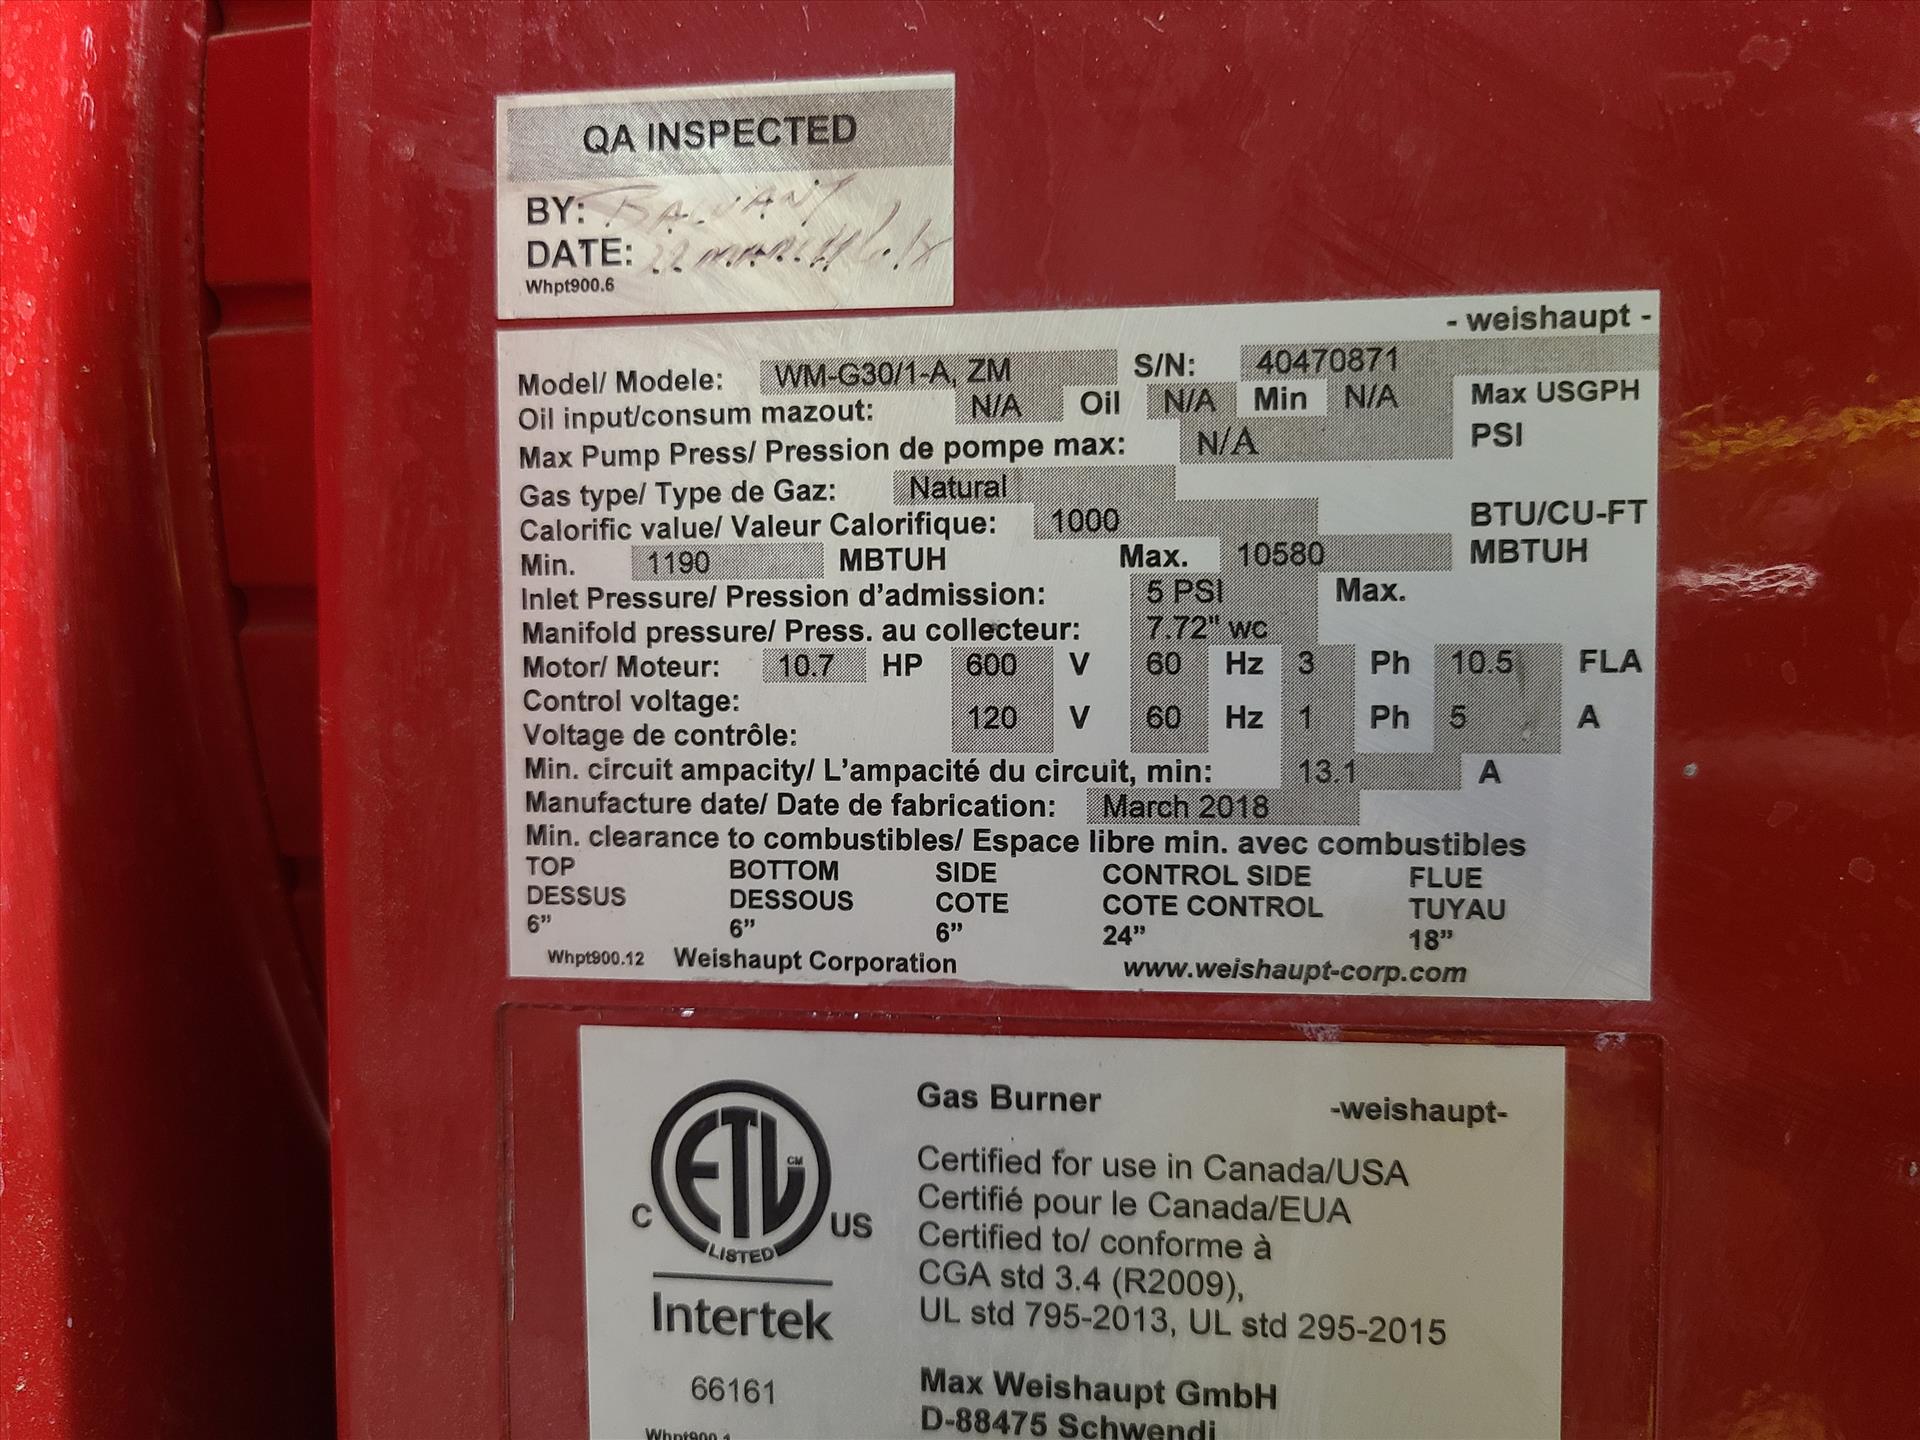 QA INSPECTED
BY: BALVANT
DATE: 22 MARCH
Whpt900.6
- weishaupt -
Model/ Modele: WM-G30/1-A, ZM S/N: 40470871
Oil input/consum mazout: N/A Oil N/A Min N/A Max USGPH
Max Pump Press/ Pression de pompe max: N/A PSI
Gas type/ Type de Gaz: Natural
Calorific value/ Valeur Calorifique: 1000 BTU/CU-FT
Min. 1190 MBTUH Max. 10580 MBTUH
Inlet Pressure/ Pression d’admission: 5 PSI Max.
Manifold pressure/ Press. au collecteur: 7.72" wc
Motor/ Moteur: 10.7 HP 600 V 60 Hz 3 Ph 10.5 FLA
Control voltage:
Voltage de contrôle: 120 V 60 Hz 1 Ph 5 A
Min. circuit ampacity/ L’ampacité du circuit, min: 13.1 A
Manufacture date/ Date de fabrication: March 2018
Min. clearance to combustibles/ Espace libre min. avec combustibles
TOP BOTTOM SIDE CONTROL SIDE FLUE
DESSUS DESSOUS COTE COTE CONTROL TUYAU
6” 6” 6” 24” 18”
Whpt900.12 Weishaupt Corporation www.weishaupt-corp.com
Gas Burner -weishaupt-
Certified for use in Canada/USA
Certifié pour le Canada/EUA
Certified to/ conforme à
CGA std 3.4 (R2009),
UL std 795-2013, UL std 295-2015
Max Weishaupt GmbH
D-88475 Schwendi
ETL CM
C LISTED US
Intertek
66161
Whpt900.1